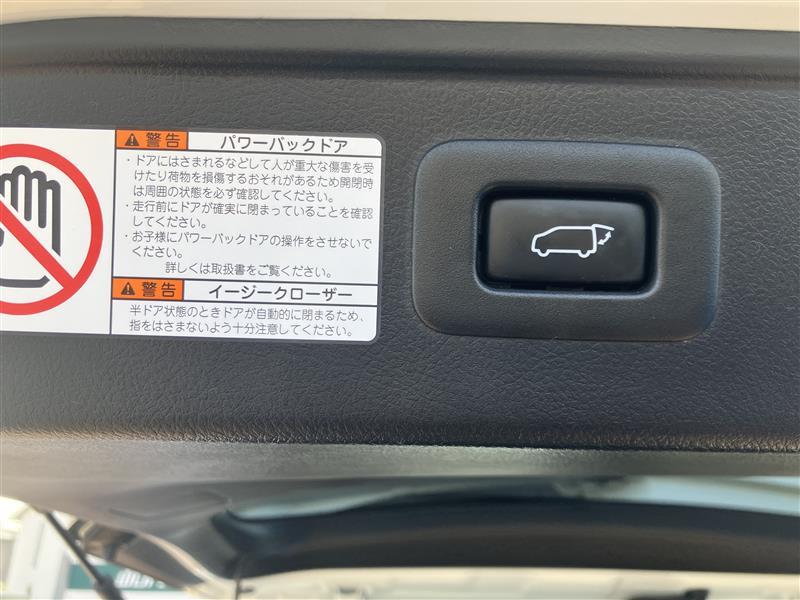 警告 パワーバックドア
・ドアにはさまれるなどして人が重大な傷害を受
けたり荷物を損傷するおそれがあるため開閉時
は周囲の状態を必ず確認してください。
・走行前にドアが確実に閉まっていることを確認
してください。
・お子様にパワーバックドアの操作をさせないで
ください。
詳しくは取扱書をご覧ください。
警告 イージークローザー
半ドア状態のときドアが自動的に閉まるため、
指をはさまないよう十分注意してください。